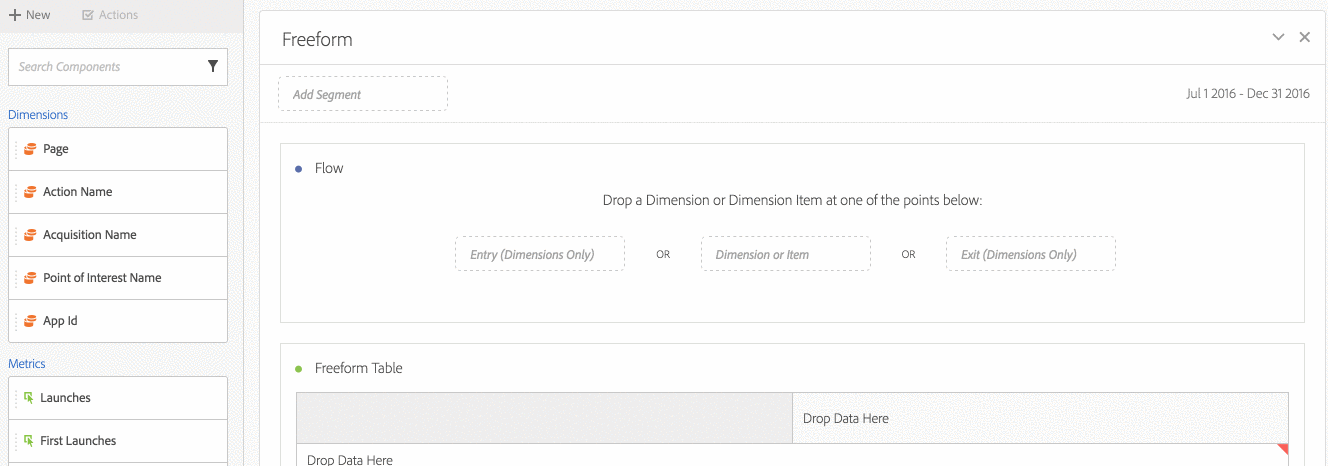 New Actions
Search Components
Dimensions
Page
Action Name
Acquisition Name
Point of Interest Name
App Id
Metrics
Launches
First Launches
Freeform
Add Segment
Jul 1 2016 - Dec 31 2016
Flow
Drop a Dimension or Dimension Item at one of the points below:
Entry (Dimensions Only) OR Dimension or Item OR Exit (Dimensions Only)
Freeform Table
Drop Data Here
Drop Data Here